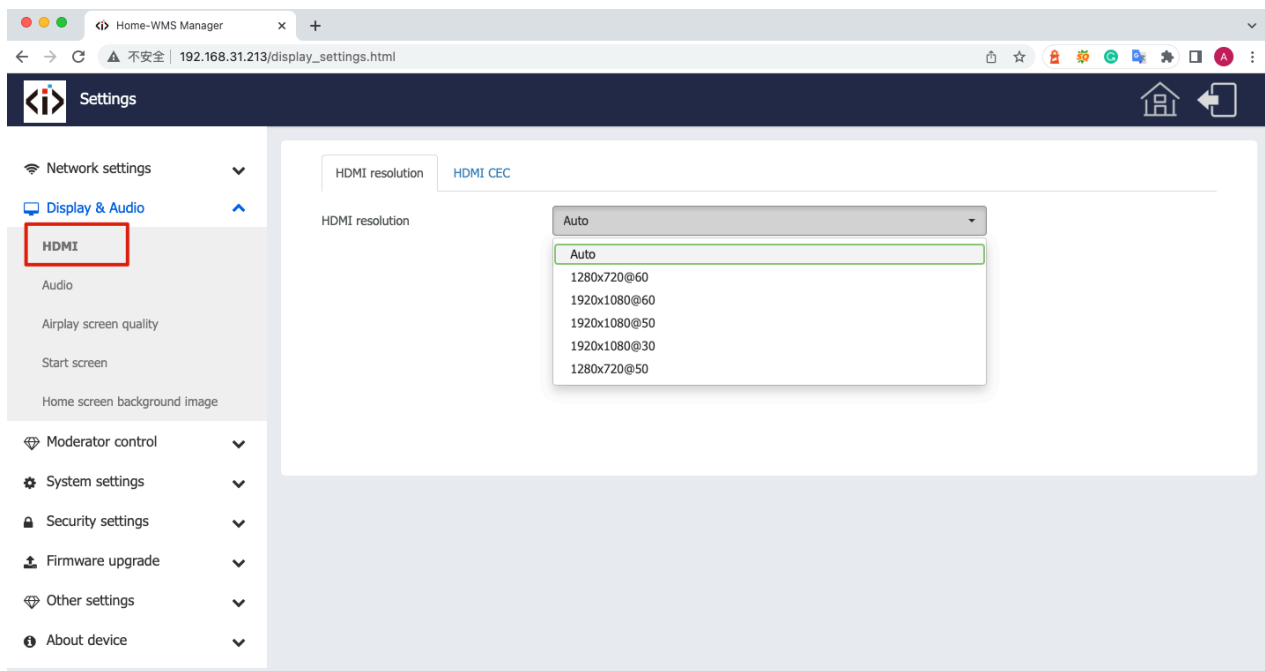 Home-WMS Manager
不安全 192.168.31.213/display_settings.html
A
<i> Settings
Network settings
Display & Audio
HDMI
Audio
Airplay screen quality
Start screen
Home screen background image
Moderator control
System settings
Security settings
Firmware upgrade
Other settings
About device
HDMI resolution HDMI CEC
HDMI resolution Auto
Auto
1280x720@60
1920x1080@60
1920x1080@50
1920x1080@30
1280x720@50